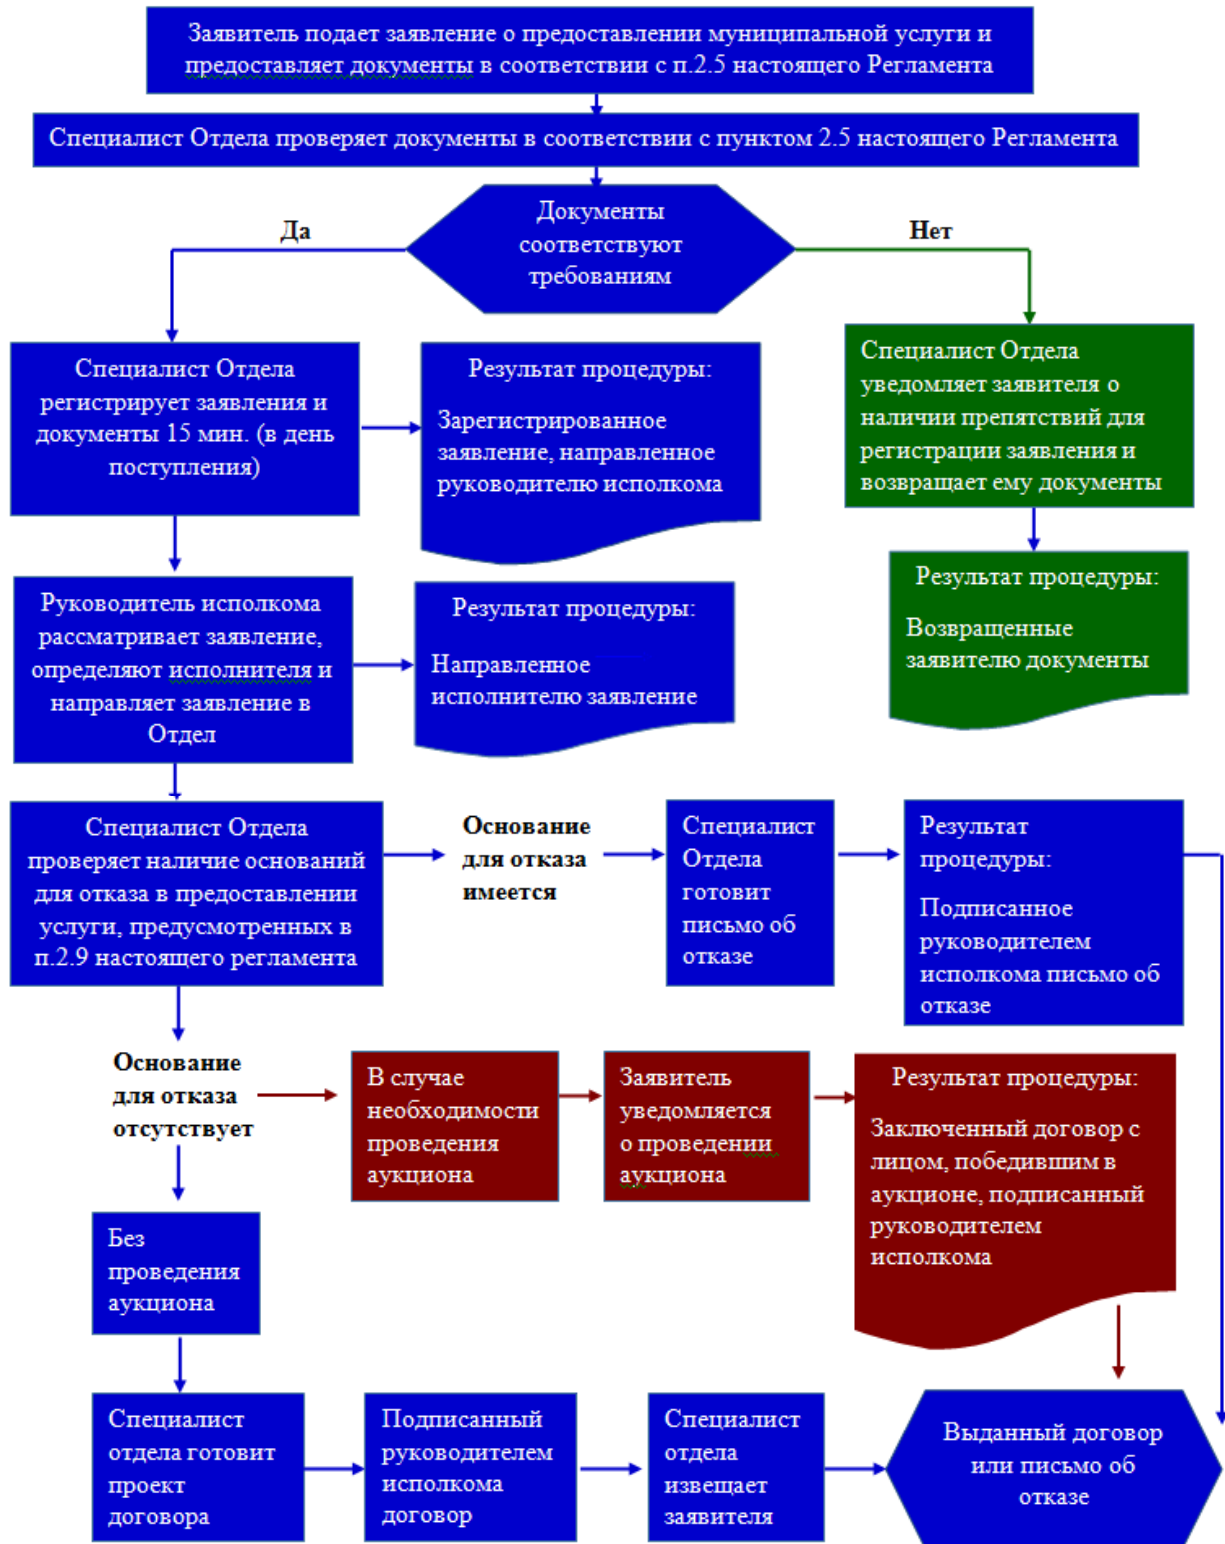 Заявитель подает заявление о предоставлении муниципальной услуги и
предоставляет документы в соответствии с п.2.5 настоящего Регламента
Специалист Отдела проверяет документы в соответствии с пунктом 2.5 настоящего Регламента
Документы
соответствуют
требованиям
Да
Нет
Специалист Отдела
регистрирует заявления и
документы 15 мин. (в день
поступления)
Результат процедуры:
Зарегистрированное
заявление, направленное
руководителю исполкома
Специалист Отдела
уведомляет заявителя о
наличии препятствий для
регистрации заявления и
возвращает ему документы
Результат процедуры:
Возвращенные
заявителю документы
Руководитель исполкома
рассматривает заявление,
определяют исполнителя и
направляет заявление в
Отдел
Результат процедуры:
Направленное
исполнителю заявление
Специалист Отдела
проверяет наличие оснований
для отказа в предоставлении
услуги, предусмотренных в
п.2.9 настоящего регламента
Основание
для отказа
имеется
Специалист
Отдела
готовит
письмо об
отказе
Результат
процедуры:
Подписанное
руководителем
исполкома письмо об
отказе
Основание
для отказа
отсутствует
В случае
необходимости
проведения
аукциона
Заявитель
уведомляется
о проведении
аукциона
Результат процедуры:
Заключенный договор с
лицом, победившим в
аукционе, подписанный
руководителем
исполкома
Без
проведения
аукциона
Специалист
отдела готовит
проект
договора
Подписанный
руководителем
исполкома
договор
Специалист
отдела
извещает
заявителя
Выданный договор
или письмо об
отказе